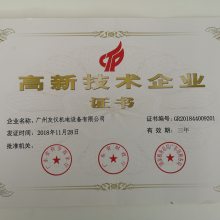 高新技术企业
证书
企业名称：广州发仪机电设备有限公司
证书编号：GR201844009201
发证时间：2018年11月28日
有 效 期：三年
批准机关：